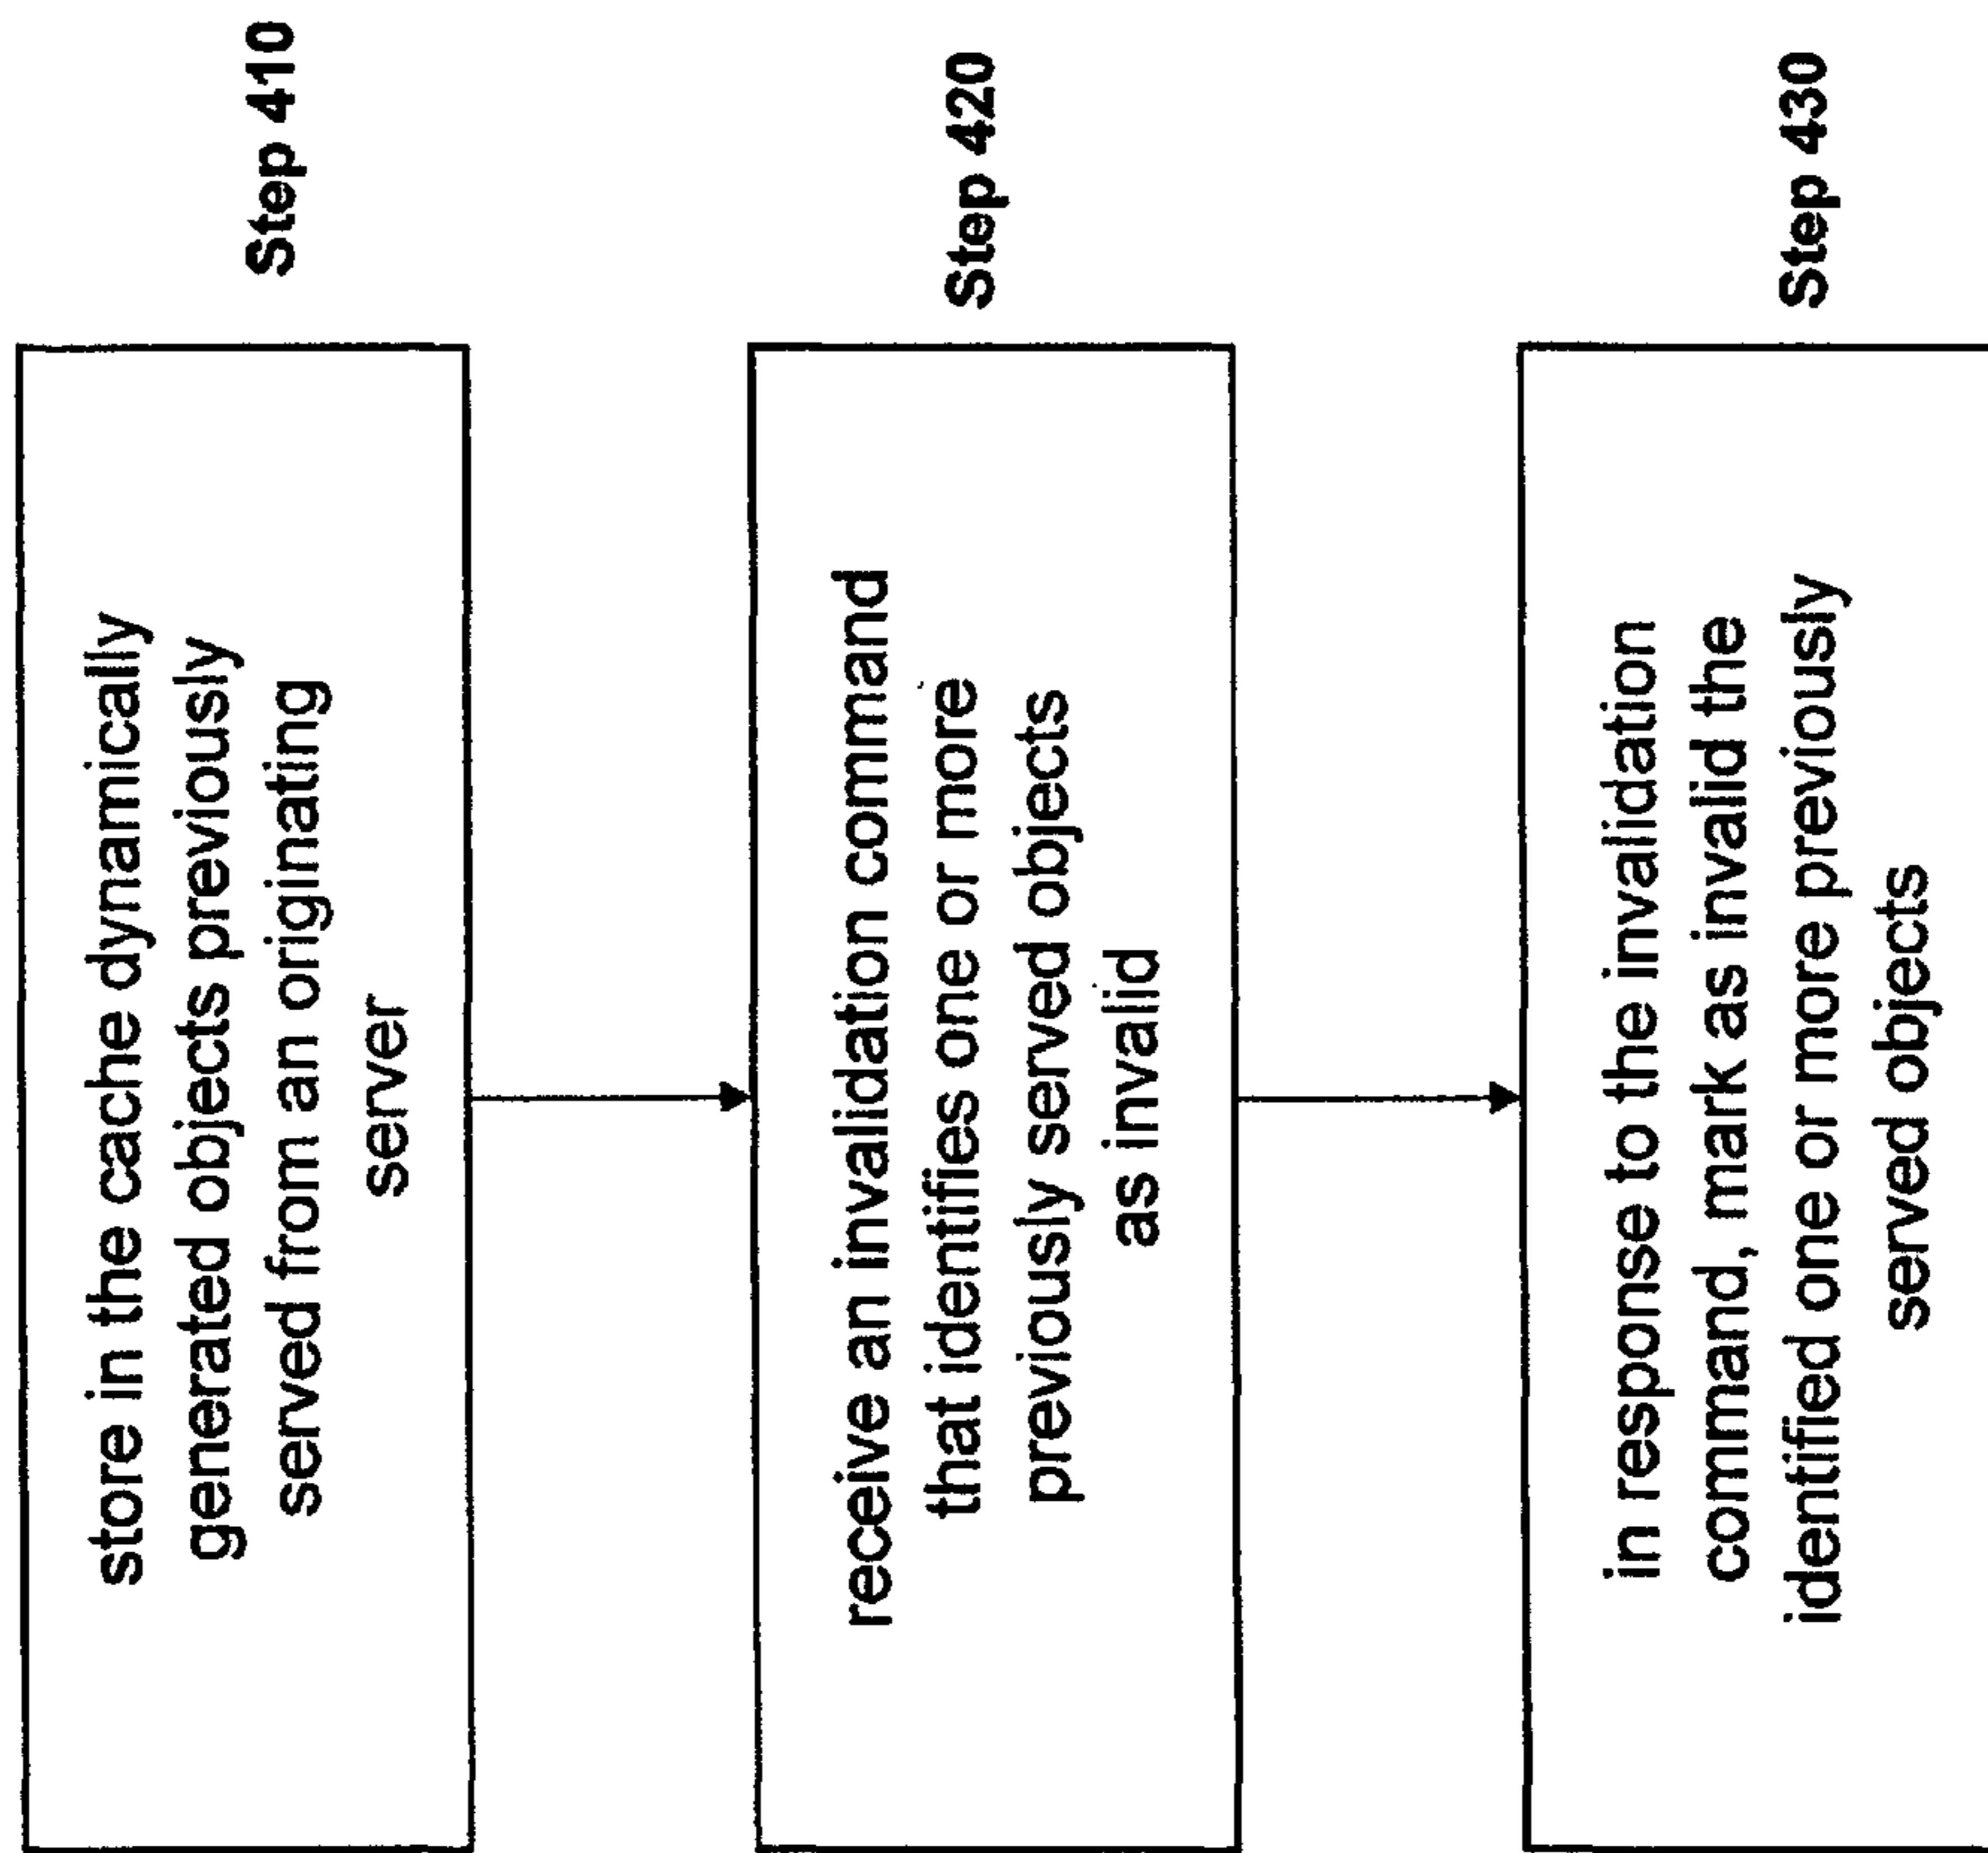 Step 410
store in the cache dynamically
generated objects previously
served from an originating
server
Step 420
receive an invalidation command
that identifies one or more
previously served objects
as invalid
Step 430
in response to the invalidation
command, mark as invalid the
identified one or more previously
served objects